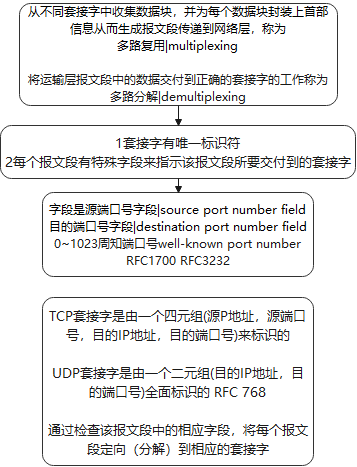 从不同套接字中收集数据块，并为每个数据块封装上首部
信息从而生成报文段传递到网络层，称为
多路复用|multiplexing
将运输层报文段中的数据交付到正确的套接字的工作称为
多路分解|demultiplexing
1套接字有唯一标识符
2每个报文段有特殊字段来指示该报文段所要交付到的套接字
字段是源端口号字段|source port number field
目的端口号字段|destination port number field
0~1023周知端口号well-known port number
RFC1700 RFC3232
TCP套接字是由一个四元组(源P地址，源端口
号，目的IP地址，目的端口号)来标识的
UDP套接字是由一个二元组(目的IP地址，目
的端口号)全面标识的 RFC 768
通过检查该报文段中的相应字段，将每个报文
段定向（分解）到相应的套接字